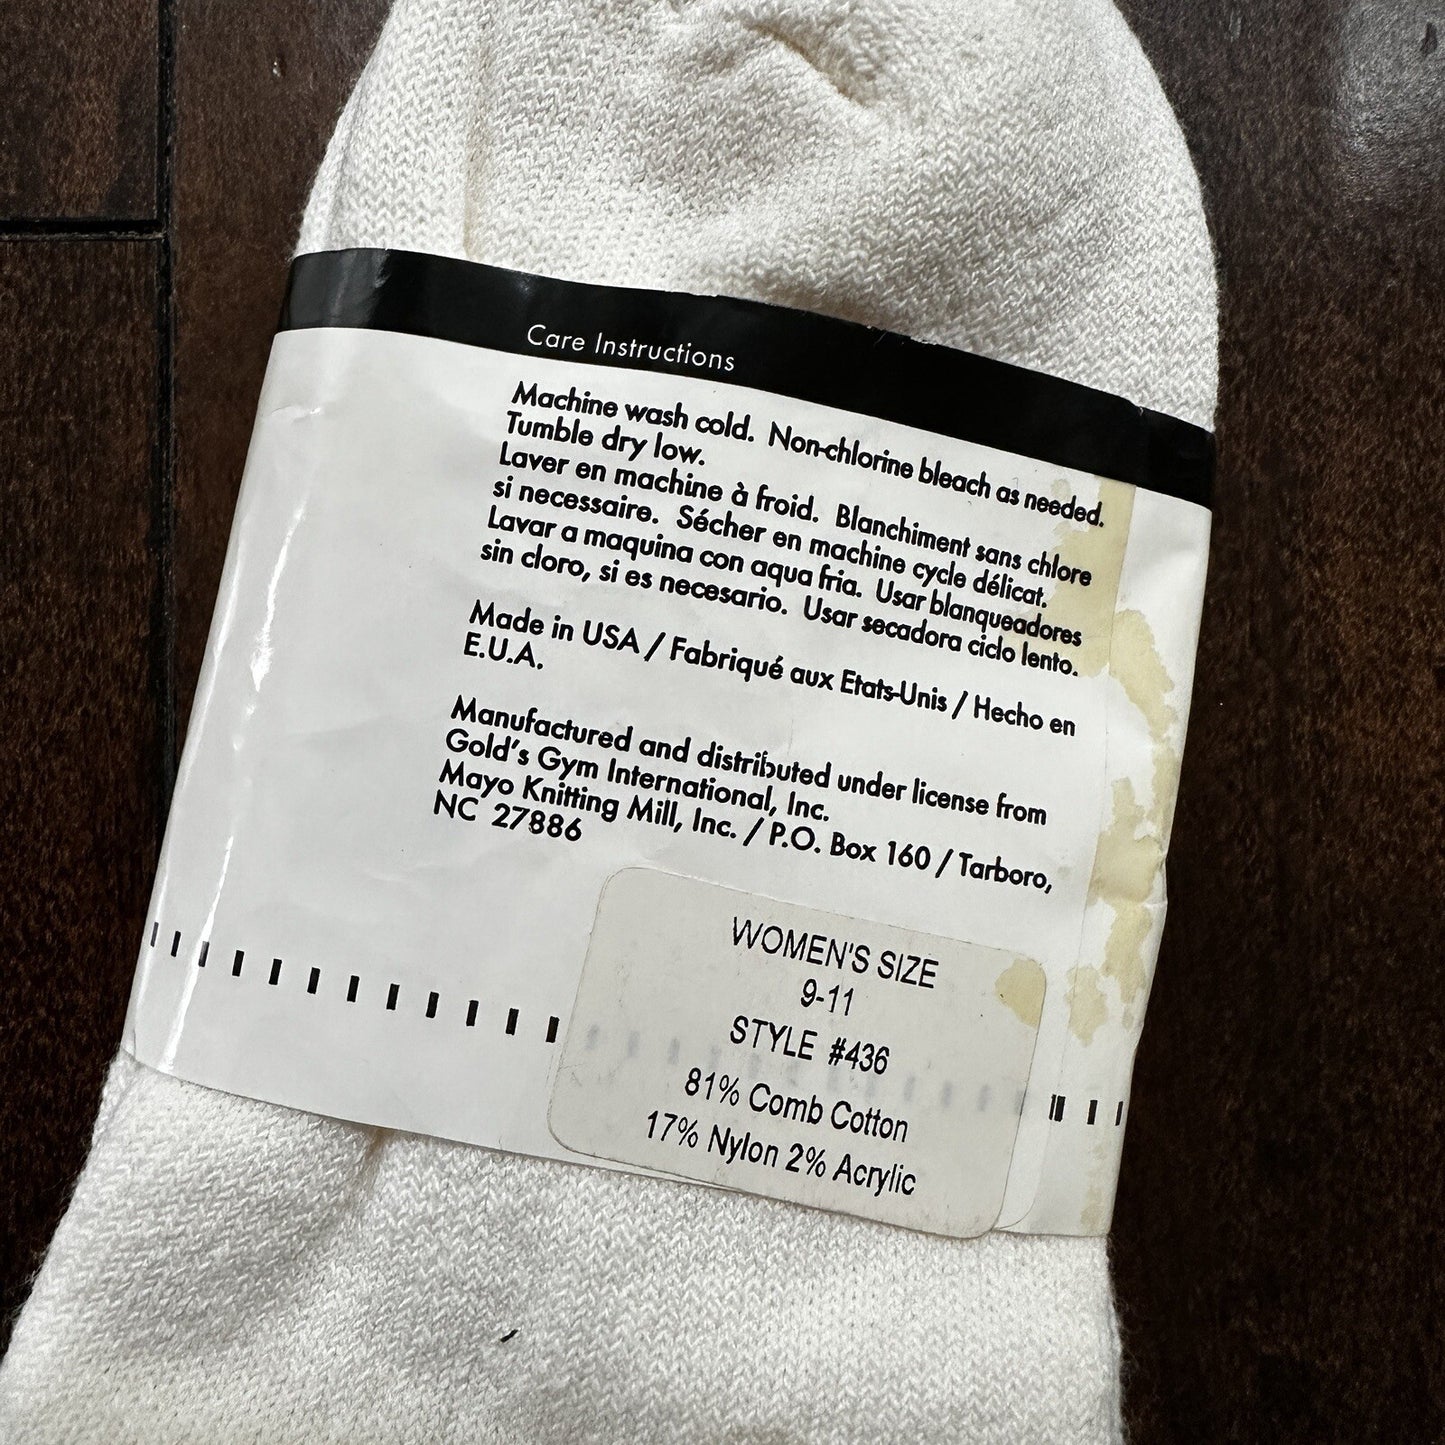 Care Instructions
Machine wash cold. Non-chlorine bleach as needed.
Tumble dry low.
Laver en machine à froid. Blanchiment sans chlore
si necessaire. Sécher en machine cycle délicat.
Lavar a maquina con aqua fria. Usar blanqueadores
sin cloro, si es necesario. Usar secadora ciclo lento.
Made in USA / Fabriqué aux Etats-Unis / Hecho en
E.U.A.
Manufactured and distributed under license from
Gold's Gym International, Inc.
Mayo Knitting Mill, Inc. / P.O. Box 160 / Tarboro,
NC 27886
WOMEN'S SIZE
9-11
STYLE #436
81% Comb Cotton
17% Nylon 2% Acrylic